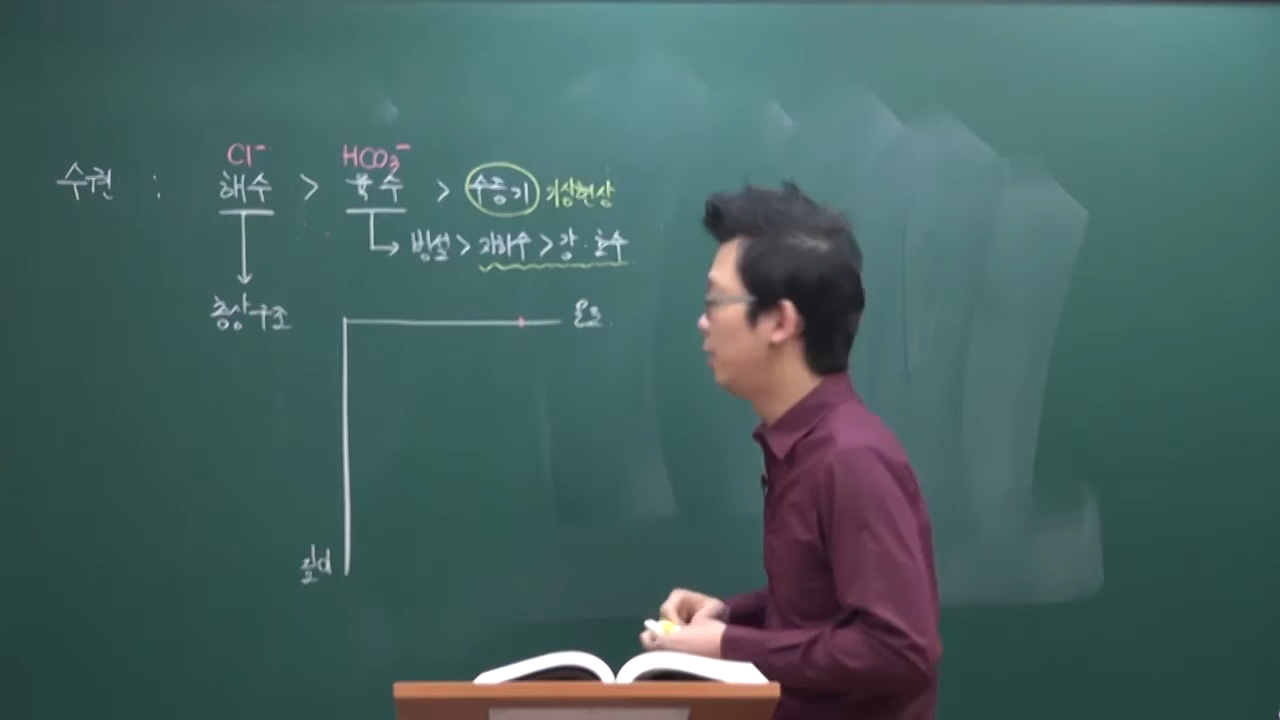 Cl⁻ HCO₃⁻
수권 : 해수 > 육수 > 수증기 기상현상
빙설 > 지하수 > 강·호수
층상구조
온도
깊이